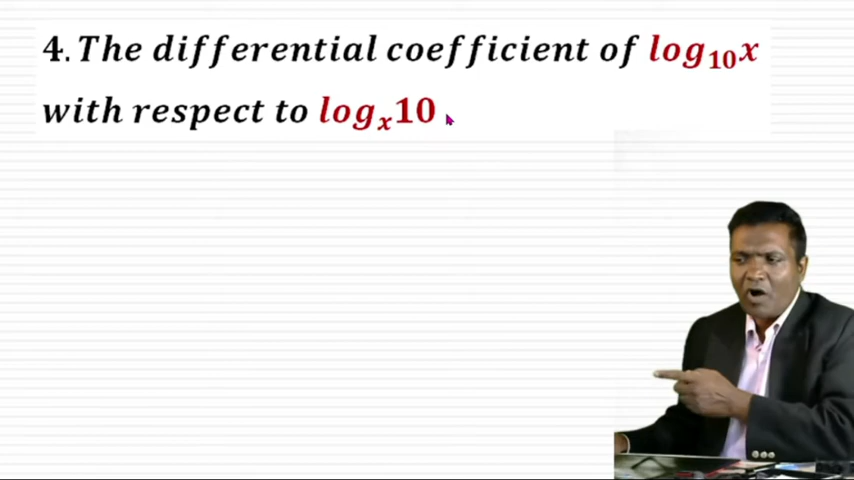 4. The differential coefficient of log₁₀x
with respect to logₓ10